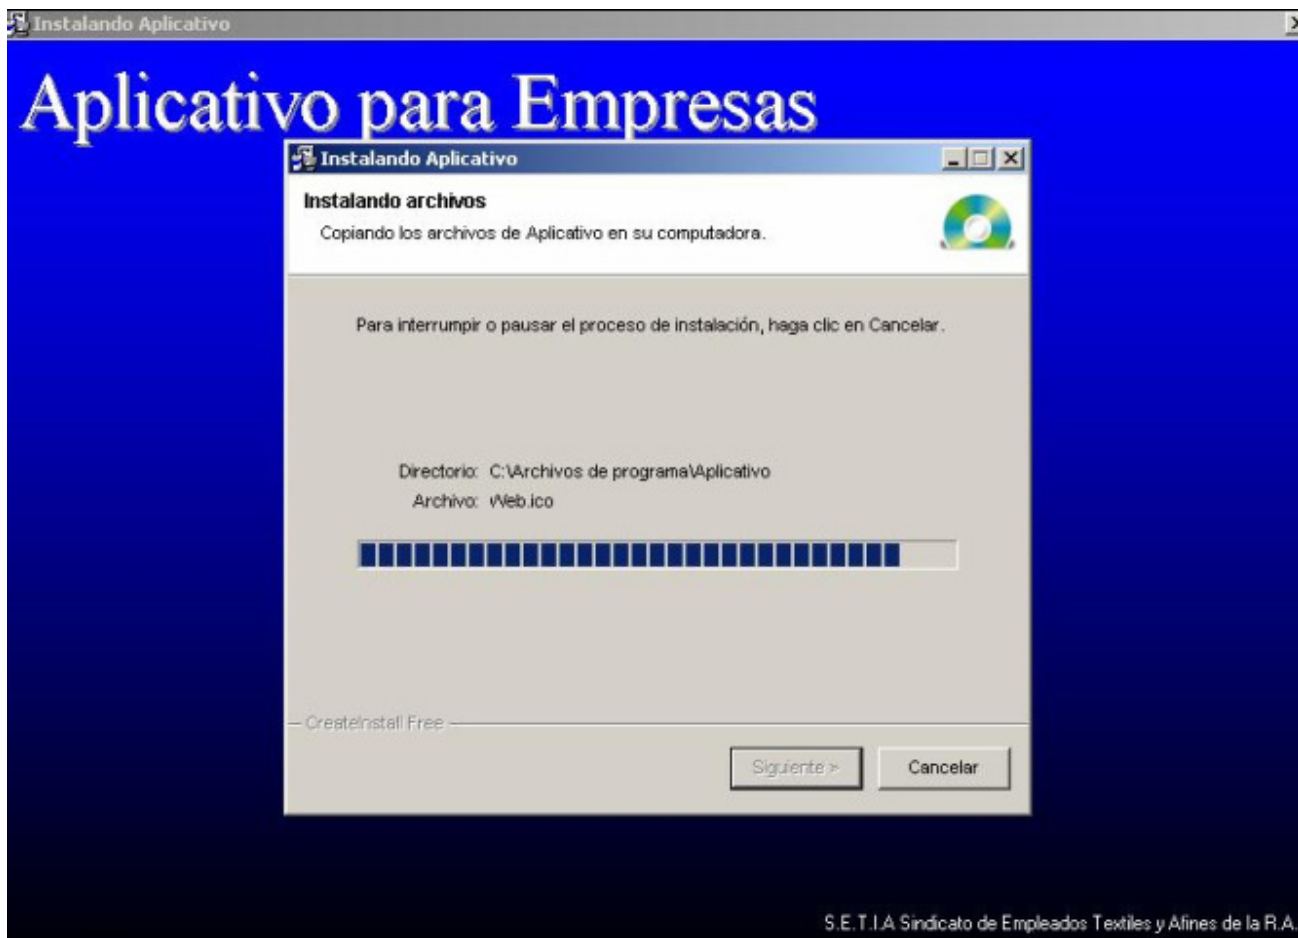 Instalando Aplicativo
Aplicativo para Empresas
Instalando Aplicativo
Instalando archivos
Copiando los archivos de Aplicativo en su computadora.
Para interrumpir o pausar el proceso de instalación, haga clic en Cancelar.
Directorio: C:\Archivos de programa\Aplicativo
Archivo: Web.ico
CreateInstall Free
Siguiente >
Cancelar
S.E.T.I.A Sindicato de Empleados Textiles y Afines de la R.A.